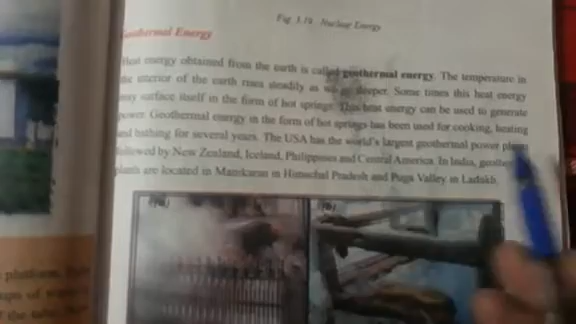 Fig 3.18 Nuclear Energy
Geothermal Energy
Heat energy obtained from the earth is called geothermal energy. The temperature in
the interior of the earth rises steadily as we go deeper. Some times this heat energy
may surface itself in the form of hot springs. This heat energy can be used to generate
power. Geothermal energy in the form of hot springs has been used for cooking, heating
and bathing for several years. The USA has the world's largest geothermal power plants
followed by New Zealand, Iceland, Philippines and Central America. In India, geothermal
plants are located in Manikaran in Himachal Pradesh and Puga Valley in Ladakh.
(a)
(b)
platform.
of the